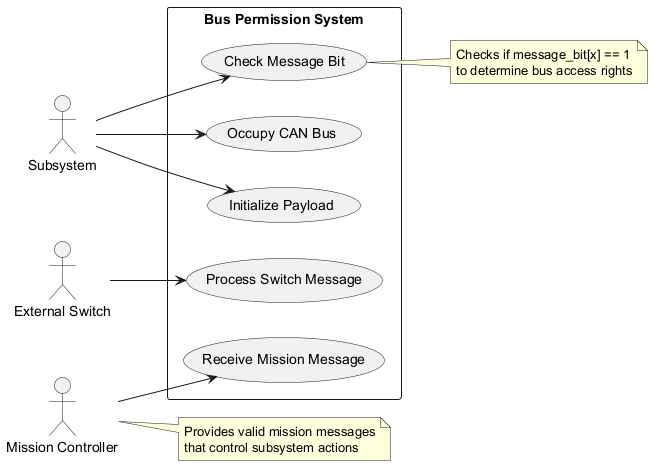 Bus Permission System
Check Message Bit
Checks if message_bit[x] == 1
to determine bus access rights
Occupy CAN Bus
Subsystem
Initialize Payload
Process Switch Message
External Switch
Receive Mission Message
Mission Controller
Provides valid mission messages
that control subsystem actions